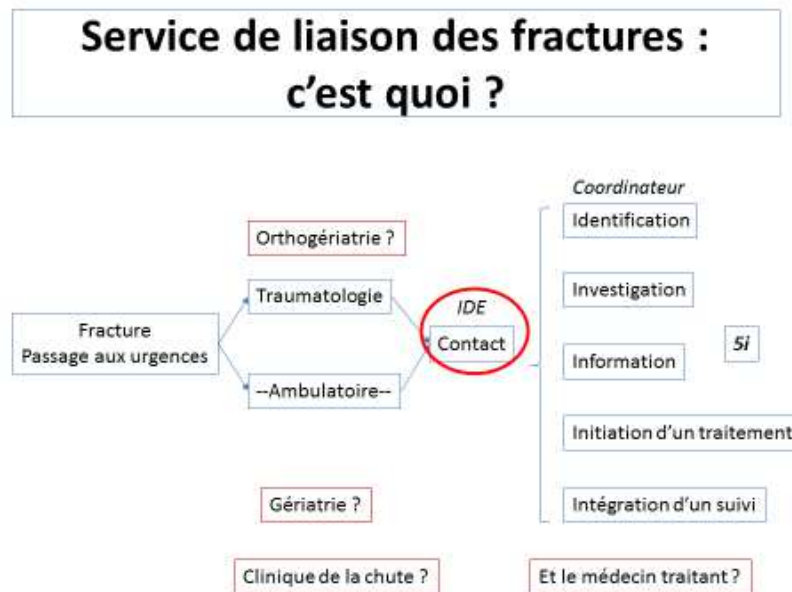 Service de liaison des fractures :
c'est quoi ?
Coordinateur
Identification
Orthogériatrie ?
Traumatologie
Investigation
IDE
Fracture
Passage aux urgences
Contact
Information
5i
--Ambulatoire--
Initiation d'un traitement
Gériatrie ?
Intégration d'un suivi
Clinique de la chute ?
Et le médecin traitant ?